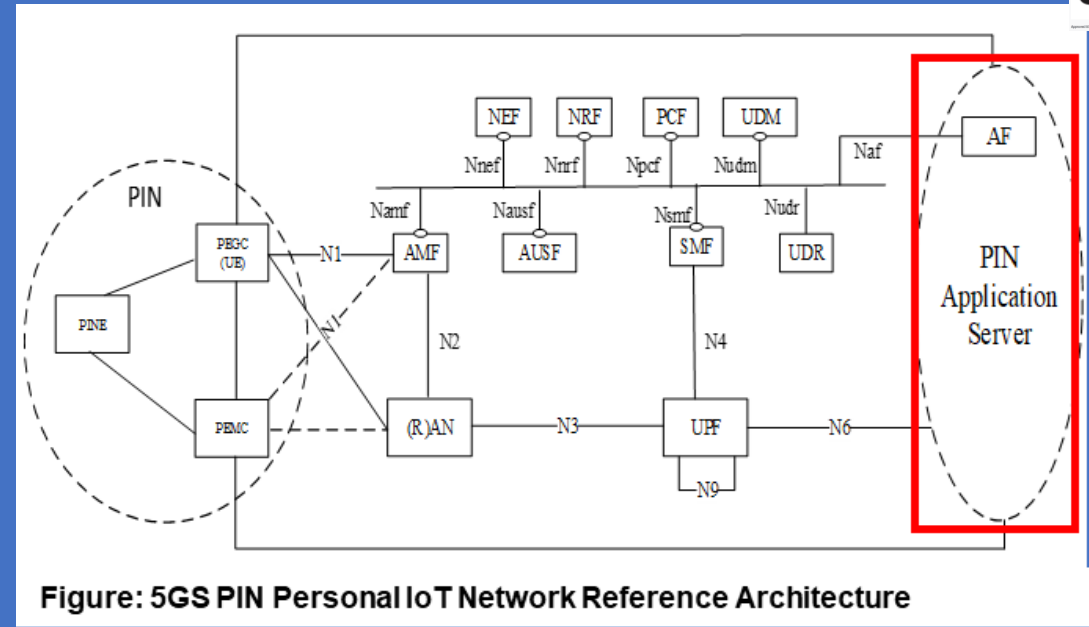 NEF
NRF
PCF
UDM
AF
Nnef
Nnrf
Npcf
Nudm
Naf
PIN
Namf
Nausf
Nsmf
Nudr
PEGC
(UE)
N1
AMF
AUSF
SMF
UDR
PIN
Application
Server
PINE
N1
N2
N4
PEMC
(R)AN
N3
UPF
N6
N9
Figure: 5GS PIN Personal IoT Network Reference Architecture